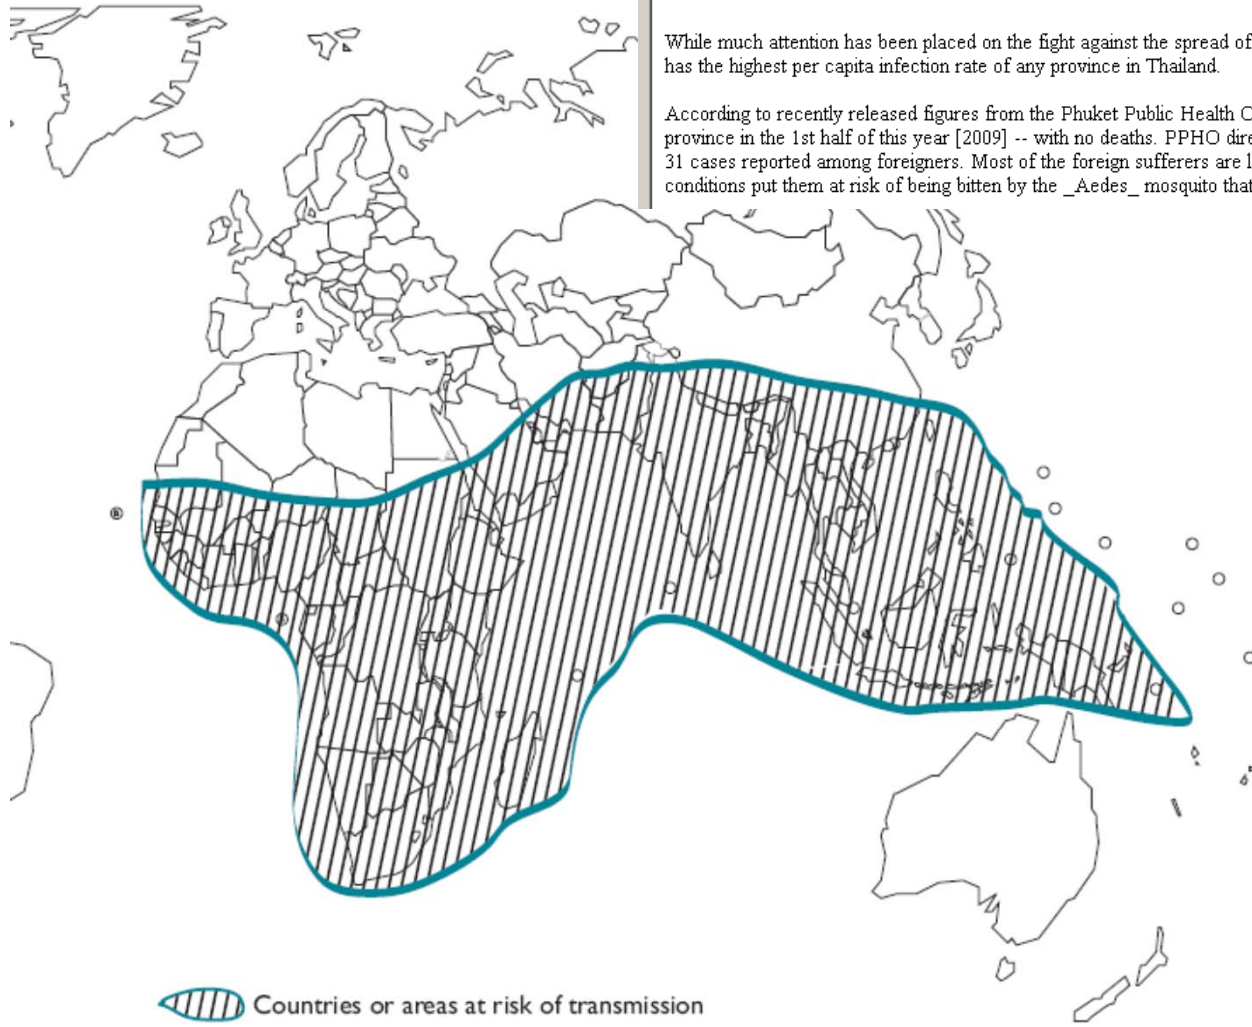 While much attention has been placed on the fight against the spread of
has the highest per capita infection rate of any province in Thailand.
According to recently released figures from the Phuket Public Health
province in the 1st half of this year [2009] -- with no deaths. PPHO
31 cases reported among foreigners. Most of the foreign sufferers are
conditions put them at risk of being bitten by the _Aedes_ mosquito that
Countries or areas at risk of transmission